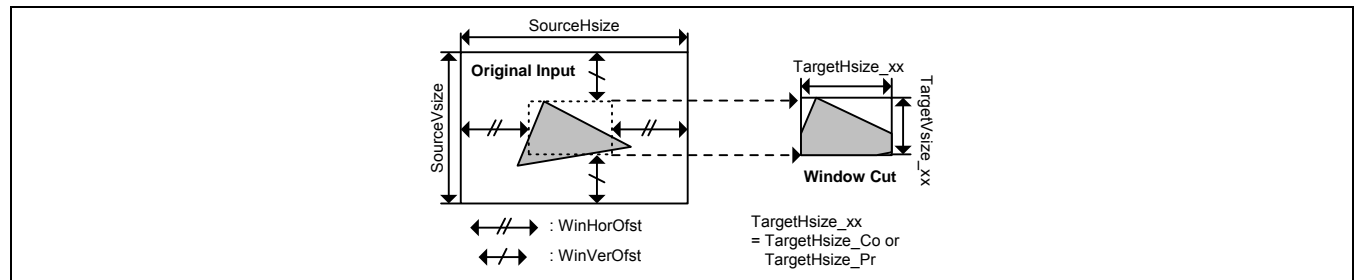 SourceHsize
Original Input
SourceVsize
TargetHsize_xx
TargetVsize_xx
Window Cut
: WinHorOfst
: WinVerOfst
TargetHsize_xx
= TargetHsize_Co or
TargetHsize_Pr